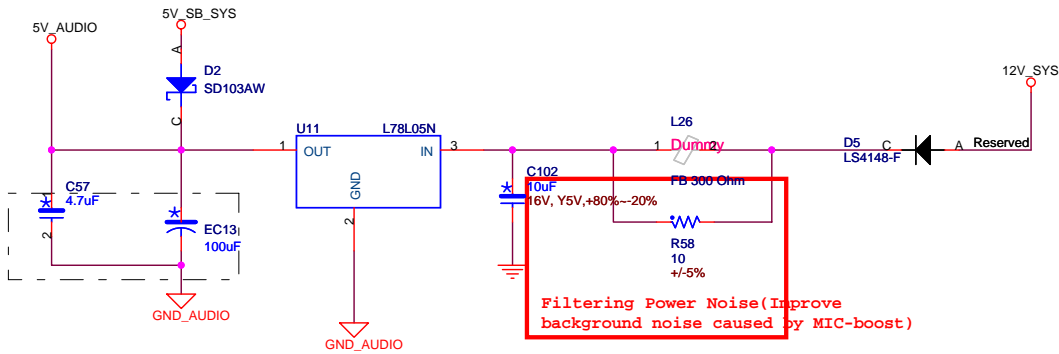 5V_AUDIO
5V_SB_SYS
A
D2
SD103AW
C
12V_SYS
U11
L78L05N
1
OUT
IN
3
GND
2
L26
1
Dummy
2
FB 300 Ohm
D5
LS4148-F
C
A
Reserved
C57
4.7uF
1
2
EC13
100uF
GND_AUDIO
GND_AUDIO
C102
10uF
16V, Y5V,+80%~-20%
R58
10
+/-5%
Filtering Power Noise(Improve
background noise caused by MIC-boost)